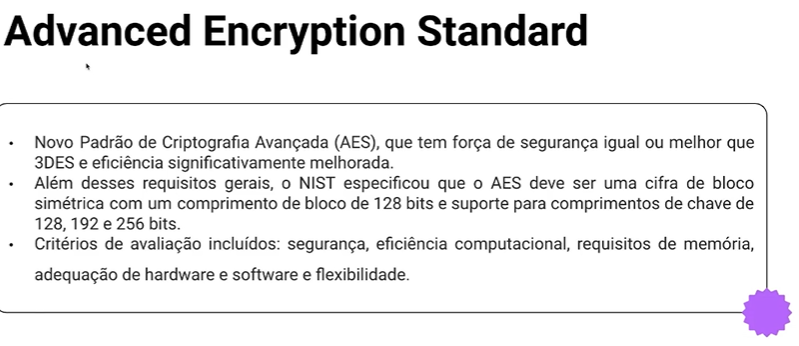 Advanced Encryption Standard
• Novo Padrão de Criptografia Avançada (AES), que tem força de segurança igual ou melhor que
3DES e eficiência significativamente melhorada.
• Além desses requisitos gerais, o NIST especificou que o AES deve ser uma cifra de bloco
simétrica com um comprimento de bloco de 128 bits e suporte para comprimentos de chave de
128, 192 e 256 bits.
• Critérios de avaliação incluídos: segurança, eficiência computacional, requisitos de memória,
adequação de hardware e software e flexibilidade.